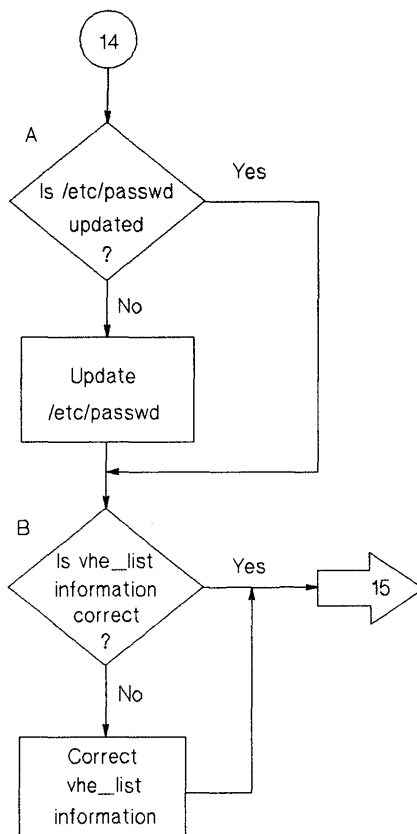 14
A
Is /etc/passwd
updated
?
Yes
No
Update
/etc/passwd
B
Is vhe_list
information
correct
?
Yes
15
No
Correct
vhe_list
information